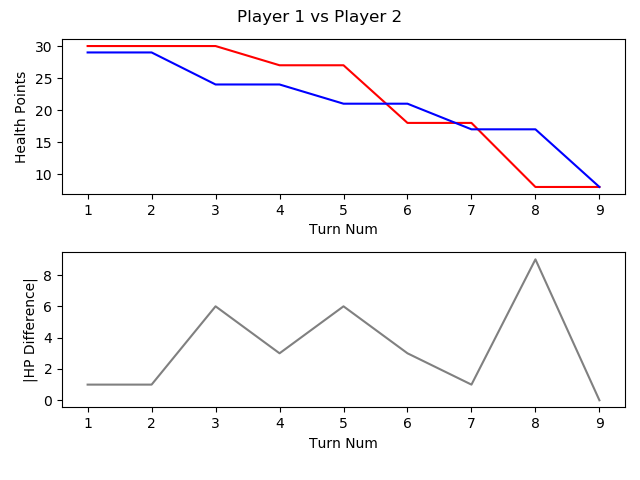 Player 1 vs Player 2
30
25
20
15
10
Health Points
1 2 3 4 5 6 7 8 9
Turn Num
8
6
4
2
0
|HP Difference|
1 2 3 4 5 6 7 8 9
Turn Num